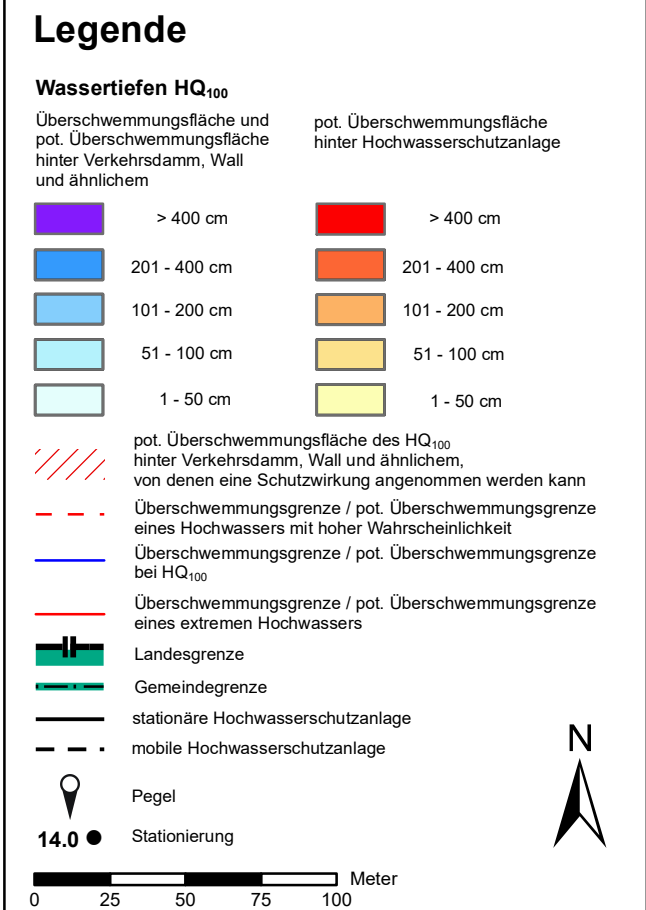 Legende
Wassertiefen HQ₁₀₀
Überschwemmungsfläche und
pot. Überschwemmungsfläche
hinter Verkehrsdamm, Wall
und ähnlichem
pot. Überschwemmungsfläche
hinter Hochwasserschutzanlage
> 400 cm
> 400 cm
201 - 400 cm
201 - 400 cm
101 - 200 cm
101 - 200 cm
51 - 100 cm
51 - 100 cm
1 - 50 cm
1 - 50 cm
pot. Überschwemmungsfläche des HQ₁₀₀
hinter Verkehrsdamm, Wall und ähnlichem,
von denen eine Schutzwirkung angenommen werden kann
Überschwemmungsgrenze / pot. Überschwemmungsgrenze
eines Hochwassers mit hoher Wahrscheinlichkeit
Überschwemmungsgrenze / pot. Überschwemmungsgrenze
bei HQ₁₀₀
Überschwemmungsgrenze / pot. Überschwemmungsgrenze
eines extremen Hochwassers
Landesgrenze
Gemeindegrenze
stationäre Hochwasserschutzanlage
mobile Hochwasserschutzanlage
N
Pegel
14.0 Stationierung
Meter
0 25 50 75 100